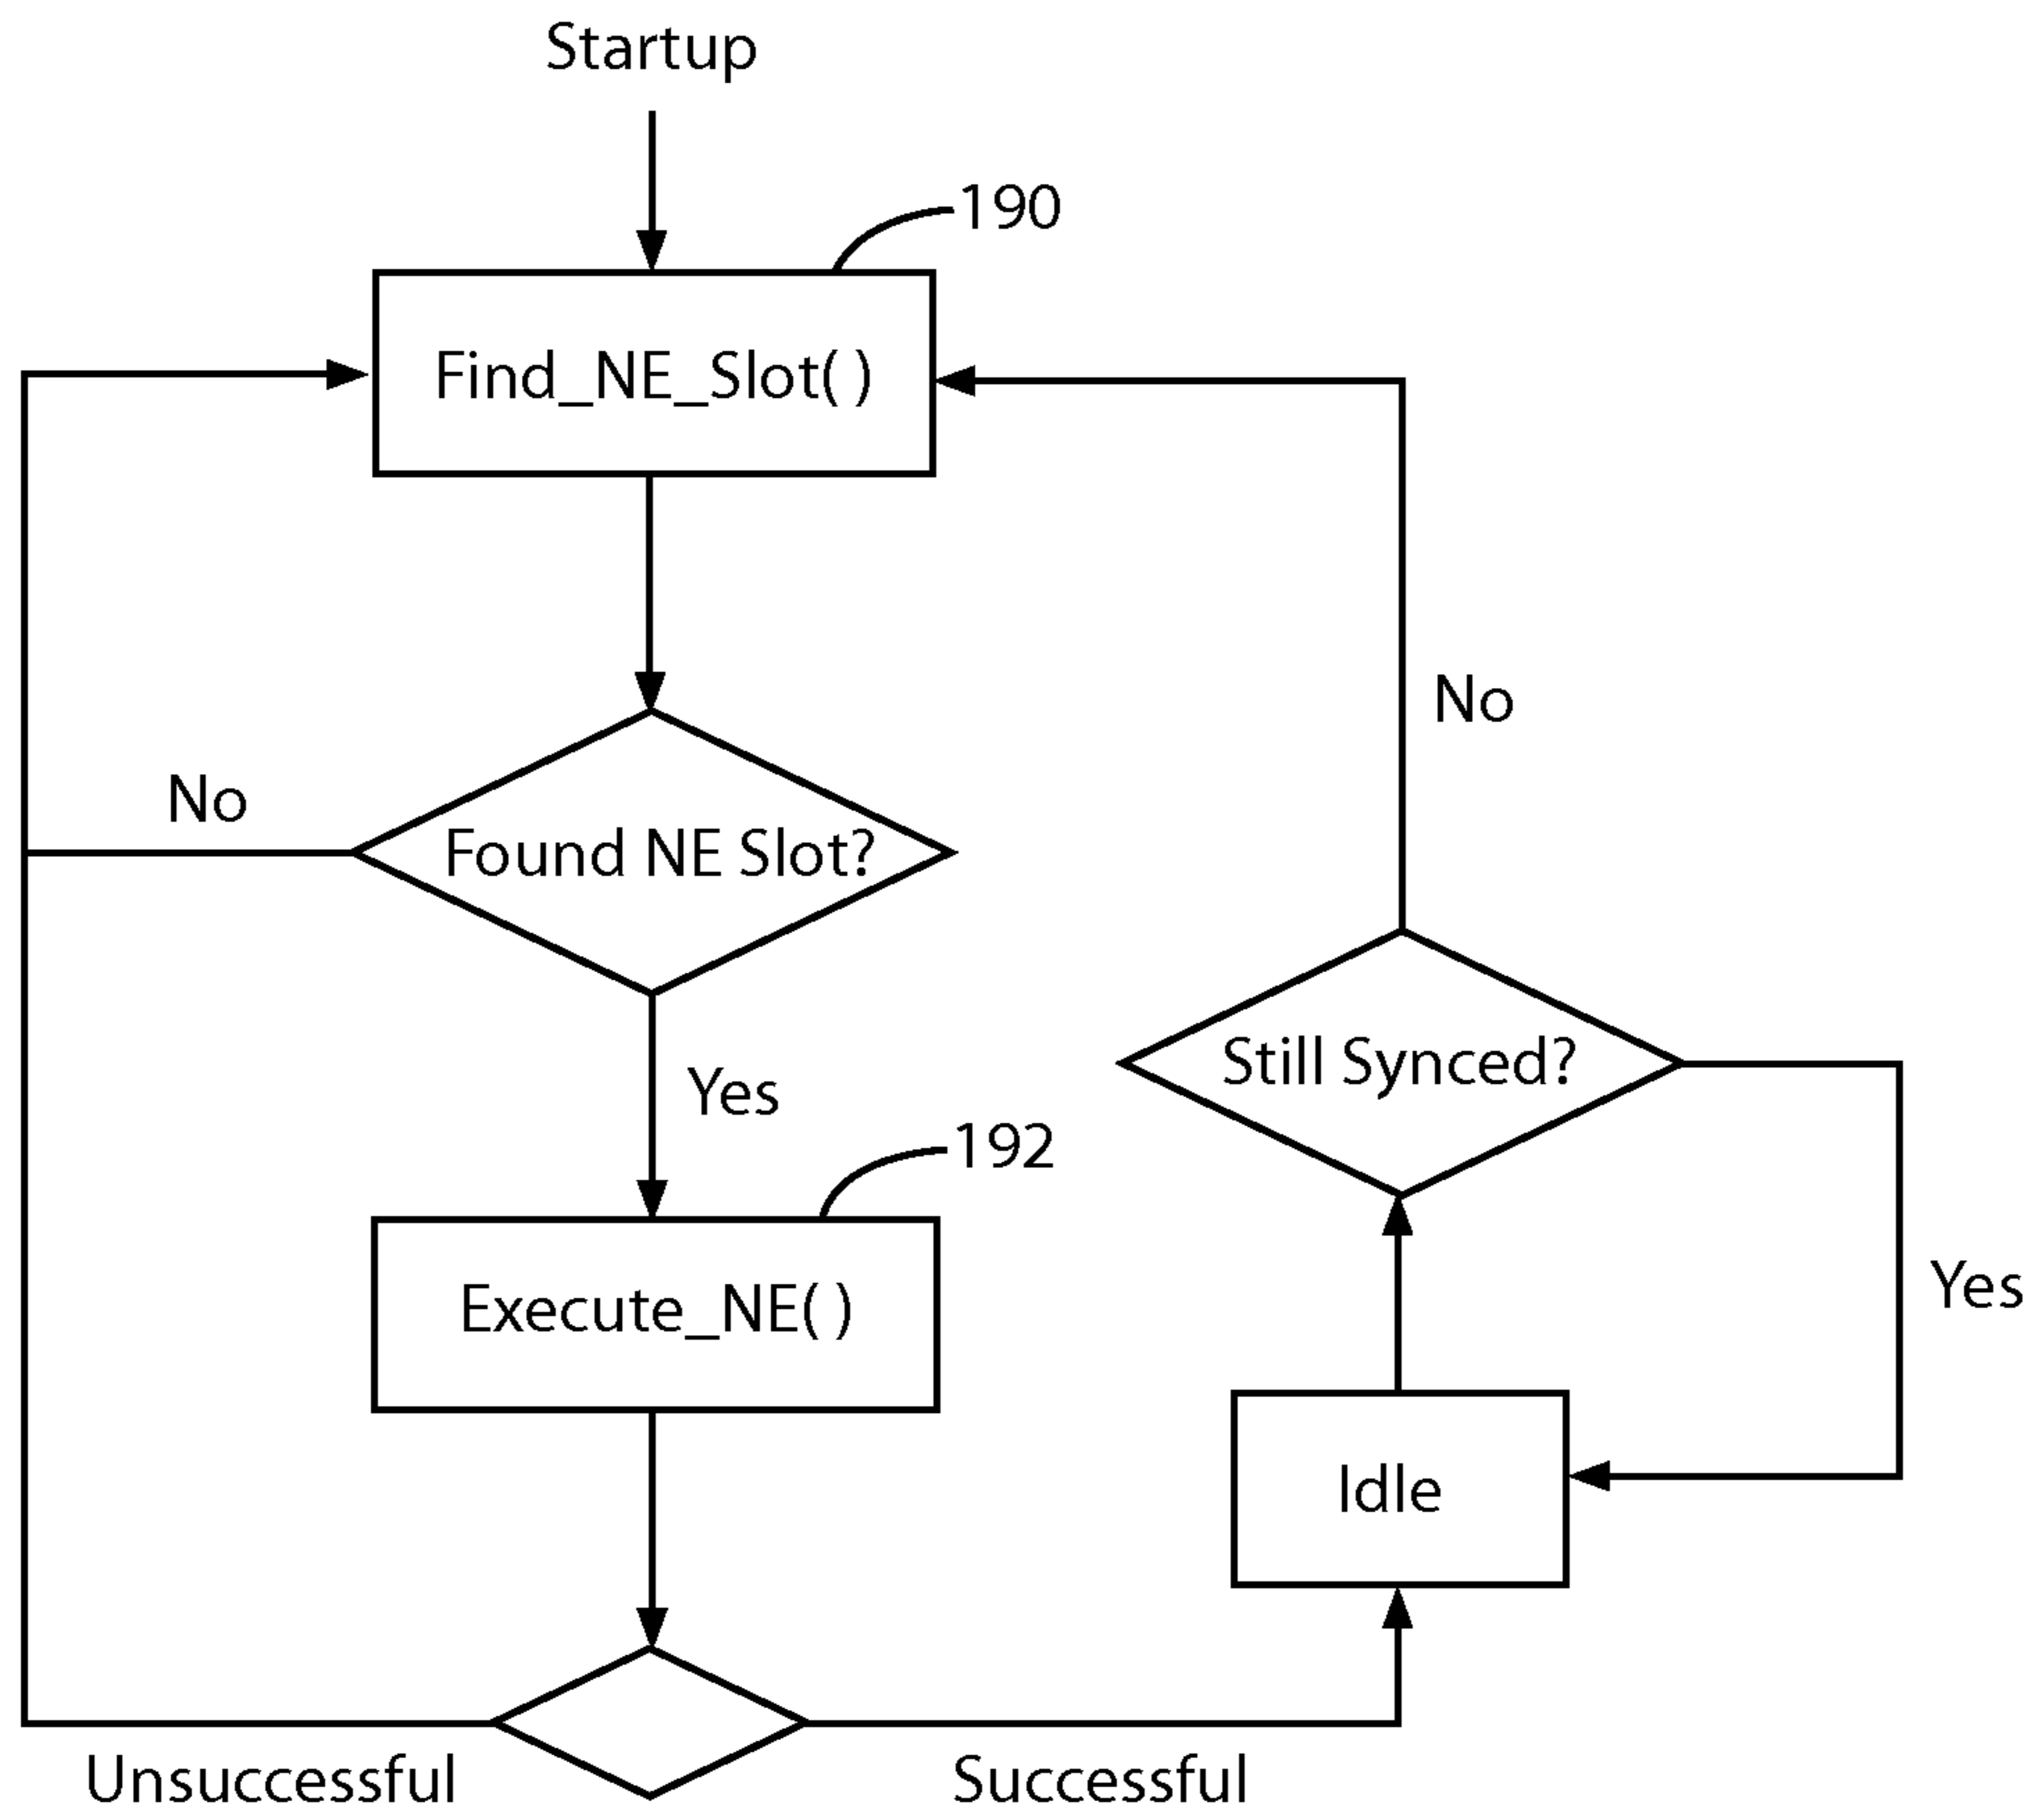 Startup
190
Find_NE_Slot( )
No
No
Found NE Slot?
Still Synced?
Yes
192
Yes
Execute_NE( )
Idle
Unsuccessful
Successful